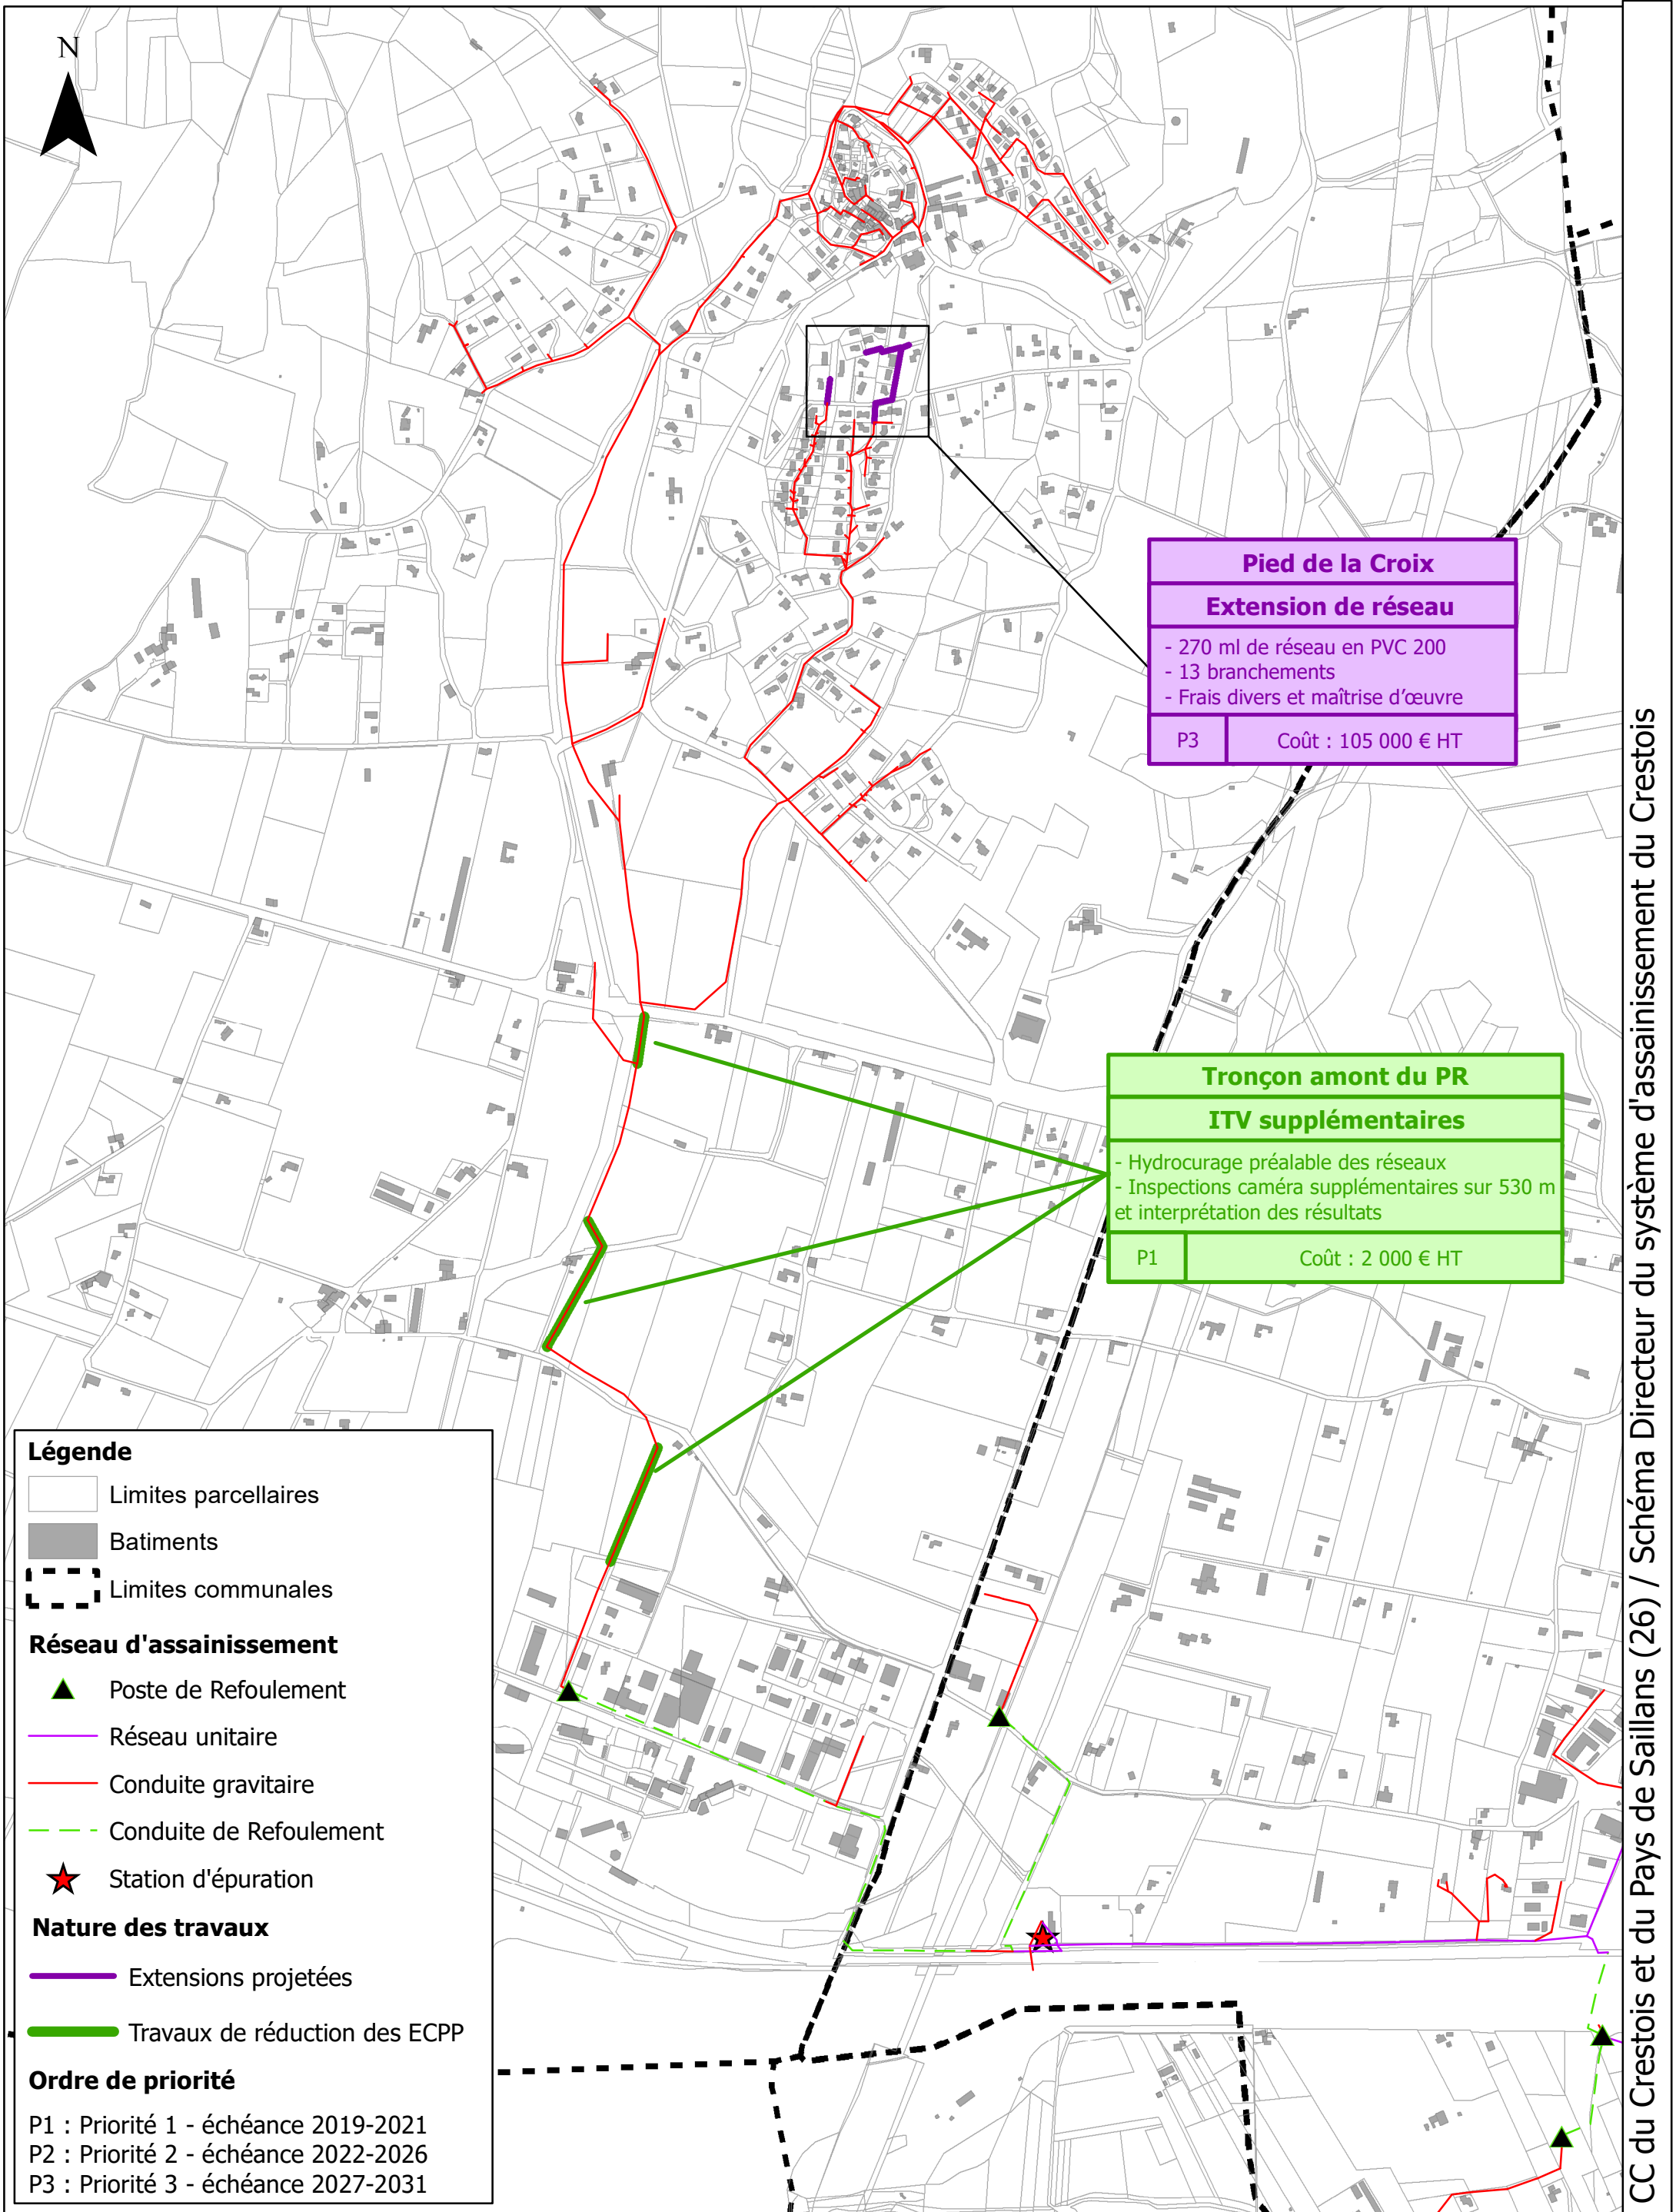 N
Pied de la Croix
Extension de réseau
- 270 ml de réseau en PVC 200
- 13 branchements
- Frais divers et maîtrise d'œuvre
P3
Coût : 105 000 € HT
Tronçon amont du PR
ITV supplémentaires
- Hydrocurage préalable des réseaux
- Inspections caméra supplémentaires sur 530 m
et interprétation des résultats
P1
Coût : 2 000 € HT
Légende
Limites parcellaires
Batiments
Limites communales
Réseau d'assainissement
Poste de Refoulement
Réseau unitaire
Conduite gravitaire
Conduite de Refoulement
Station d'épuration
Nature des travaux
Extensions projetées
Travaux de réduction des ECPP
Ordre de priorité
P1 : Priorité 1 - échéance 2019-2021
P2 : Priorité 2 - échéance 2022-2026
P3 : Priorité 3 - échéance 2027-2031
CC du Crestois et du Pays de Saillans (26) / Schéma Directeur du système d'assainissement du Crestois